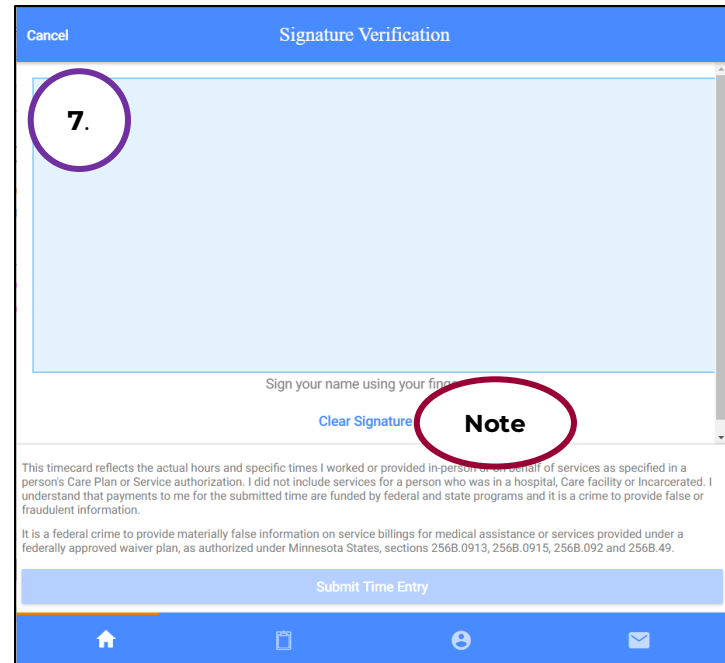 Cancel
Signature Verification
7.
Sign your name using your
Clear Signature
Note
This timecard reflects the actual hours and specific times I worked or provided in-person or on behalf of services as specified in a
person's Care Plan or Service authorization. I did not include services for a person who was in a hospital, Care facility or Incarcerated. I
understand that payments to me for the submitted time are funded by federal and state programs and it is a crime to provide false or
fraudulent information.
It is a federal crime to provide materially false information on service billings for medical assistance or services provided under a
federally approved waiver plan, as authorized under Minnesota States, sections 256B.0913, 256B.0915, 256B.092 and 256B.49.
Submit Time Entry